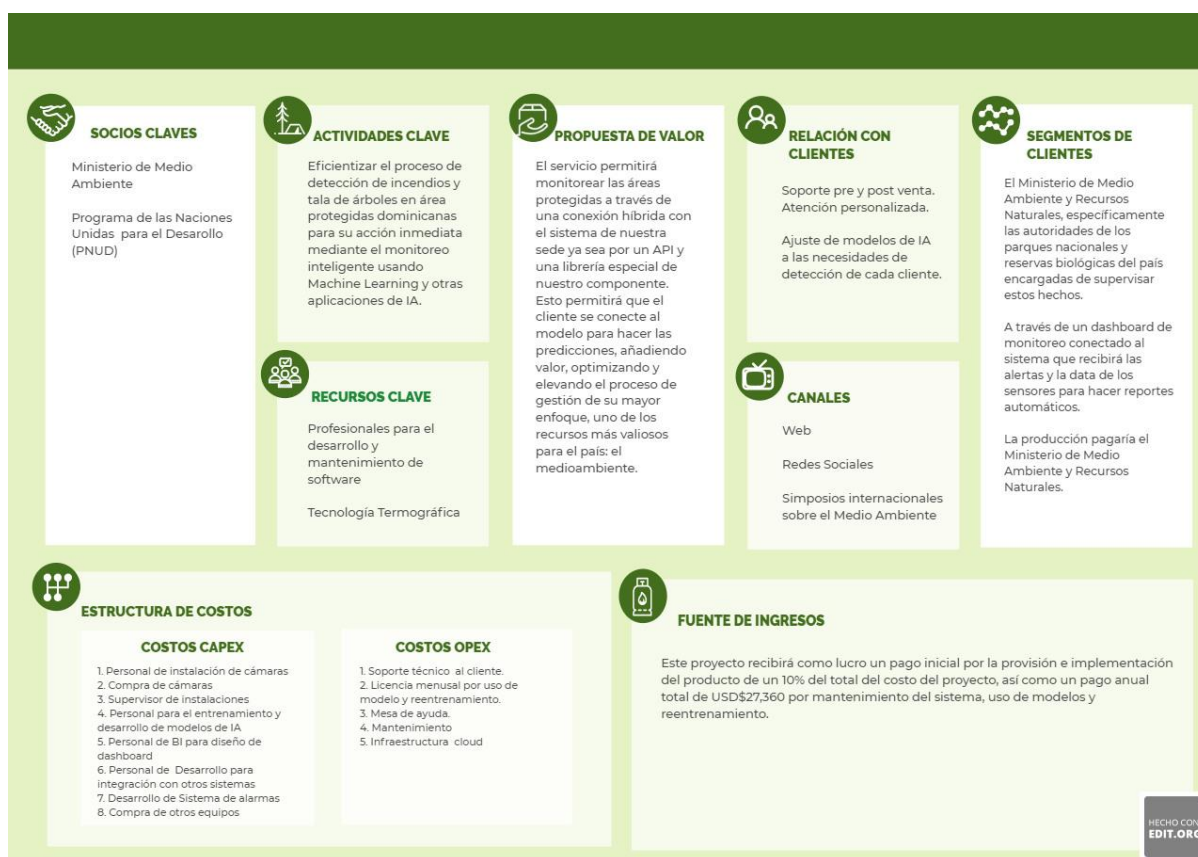 SOCIOS CLAVES
Ministerio de Medio
Ambiente
Programa de las Naciones
Unidas para el Desarollo
(PNUD)
ACTIVIDADES CLAVE
Eficientizar el proceso de
detección de incendios y
tala de árboles en área
protegidas dominicanas
para su acción inmediata
mediante el monitoreo
inteligente usando
Machine Learning y otras
aplicaciones de IA.
RECURSOS CLAVE
Profesionales para el
desarrollo y
mantenimiento de
software
Tecnología Termográfica
PROPUESTA DE VALOR
El servicio permitirá
monitorear las áreas
protegidas a través de
una conexión híbrida con
el sistema de nuestra
sede ya sea por un API y
una librería especial de
nuestro componente.
Esto permitirá que el
cliente se conecte al
modelo para hacer las
predicciones, añadiendo
valor, optimizando y
elevando el proceso de
gestión de su mayor
enfoque, uno de los
recursos más valiosos
para el país: el
medioambiente.
RELACIÓN CON
CLIENTES
Soporte pre y post venta.
Atención personalizada.
Ajuste de modelos de IA
a las necesidades de
detección de cada cliente.
CANALES
Web
Redes Sociales
Simposios internacionales
sobre el Medio Ambiente
SEGMENTOS DE
CLIENTES
El Ministerio de Medio
Ambiente y Recursos
Naturales, específicamente
las autoridades de los
parques nacionales y
reservas biológicas del país
encargadas de supervisar
estos hechos.
A través de un dashboard de
monitoreo conectado al
sistema que recibirá las
alertas y la data de los
sensores para hacer reportes
automáticos.
La producción pagaría el
Ministerio de Medio
Ambiente y Recursos
Naturales.
ESTRUCTURA DE COSTOS
COSTOS CAPEX
1. Personal de instalación de cámaras
2. Compra de cámaras
3. Supervisor de instalaciones
4. Personal para el entrenamiento y
desarrollo de modelos de IA
5. Personal de BI para diseño de
dashboard
6. Personal de Desarrollo para
integración con otros sistemas
7. Desarrollo de Sistema de alarmas
8. Compra de otros equipos
COSTOS OPEX
1. Soporte técnico al cliente.
2. Licencia menusal por uso de
modelo y reentrenamiento.
3. Mesa de ayuda.
4. Mantenimiento
5. Infraestructura cloud
FUENTE DE INGRESOS
Este proyecto recibirá como lucro un pago inicial por la provisión e implementación
del producto de un 10% del total del costo del proyecto, así como un pago anual
total de USD$27,360 por mantenimiento del sistema, uso de modelos y
reentrenamiento.
HECHO CON
EDIT.ORG